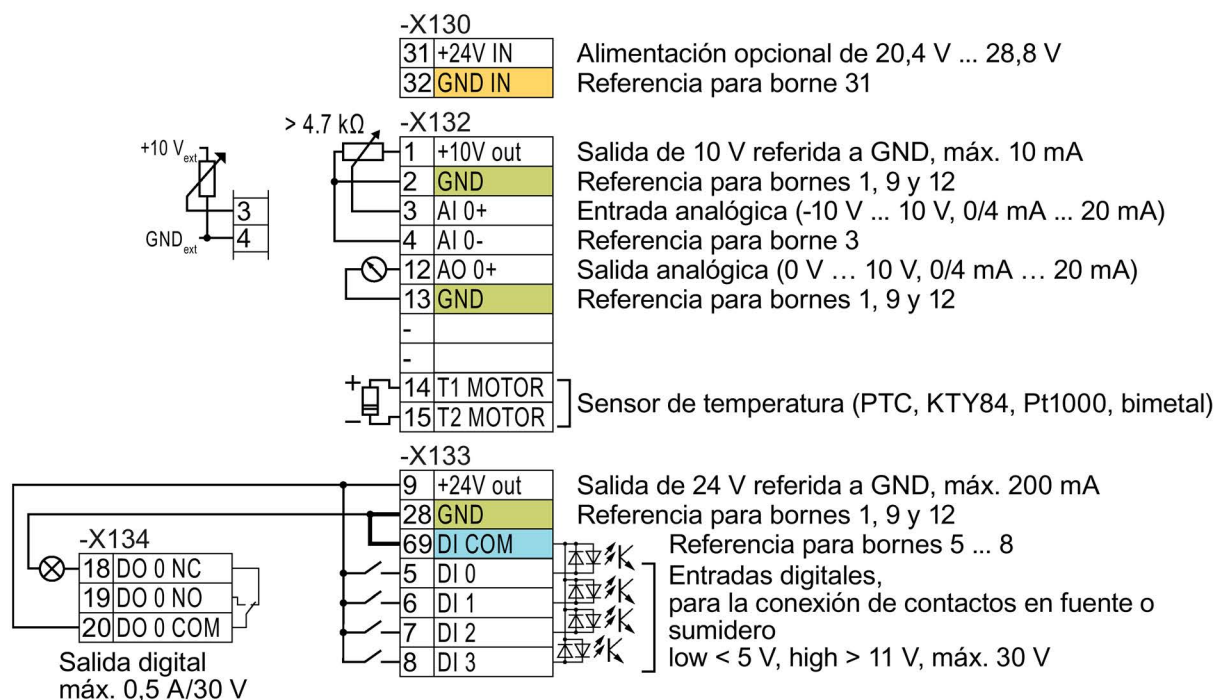 -X130
31 +24V IN Alimentación opcional de 20,4 V ... 28,8 V
32 GND IN Referencia para borne 31
> 4.7 kΩ -X132
+10 Vext
1 +10V out Salida de 10 V referida a GND, máx. 10 mA
2 GND Referencia para bornes 1, 9 y 12
3 3 AI 0+ Entrada analógica (-10 V ... 10 V, 0/4 mA ... 20 mA)
GNDext 4 4 AI 0- Referencia para borne 3
12 AO 0+ Salida analógica (0 V … 10 V, 0/4 mA … 20 mA)
13 GND Referencia para bornes 1, 9 y 12
-
-
+ 14 T1 MOTOR
Sensor de temperatura (PTC, KTY84, Pt1000, bimetal)
– 15 T2 MOTOR
-X133
9 +24V out Salida de 24 V referida a GND, máx. 200 mA
28 GND Referencia para bornes 1, 9 y 12
69 DI COM Referencia para bornes 5 ... 8
5 DI 0 Entradas digitales,
6 DI 1 para la conexión de contactos en fuente o
7 DI 2 sumidero
8 DI 3 low < 5 V, high > 11 V, máx. 30 V
-X134
18 DO 0 NC
19 DO 0 NO
20 DO 0 COM
Salida digital
máx. 0,5 A/30 V